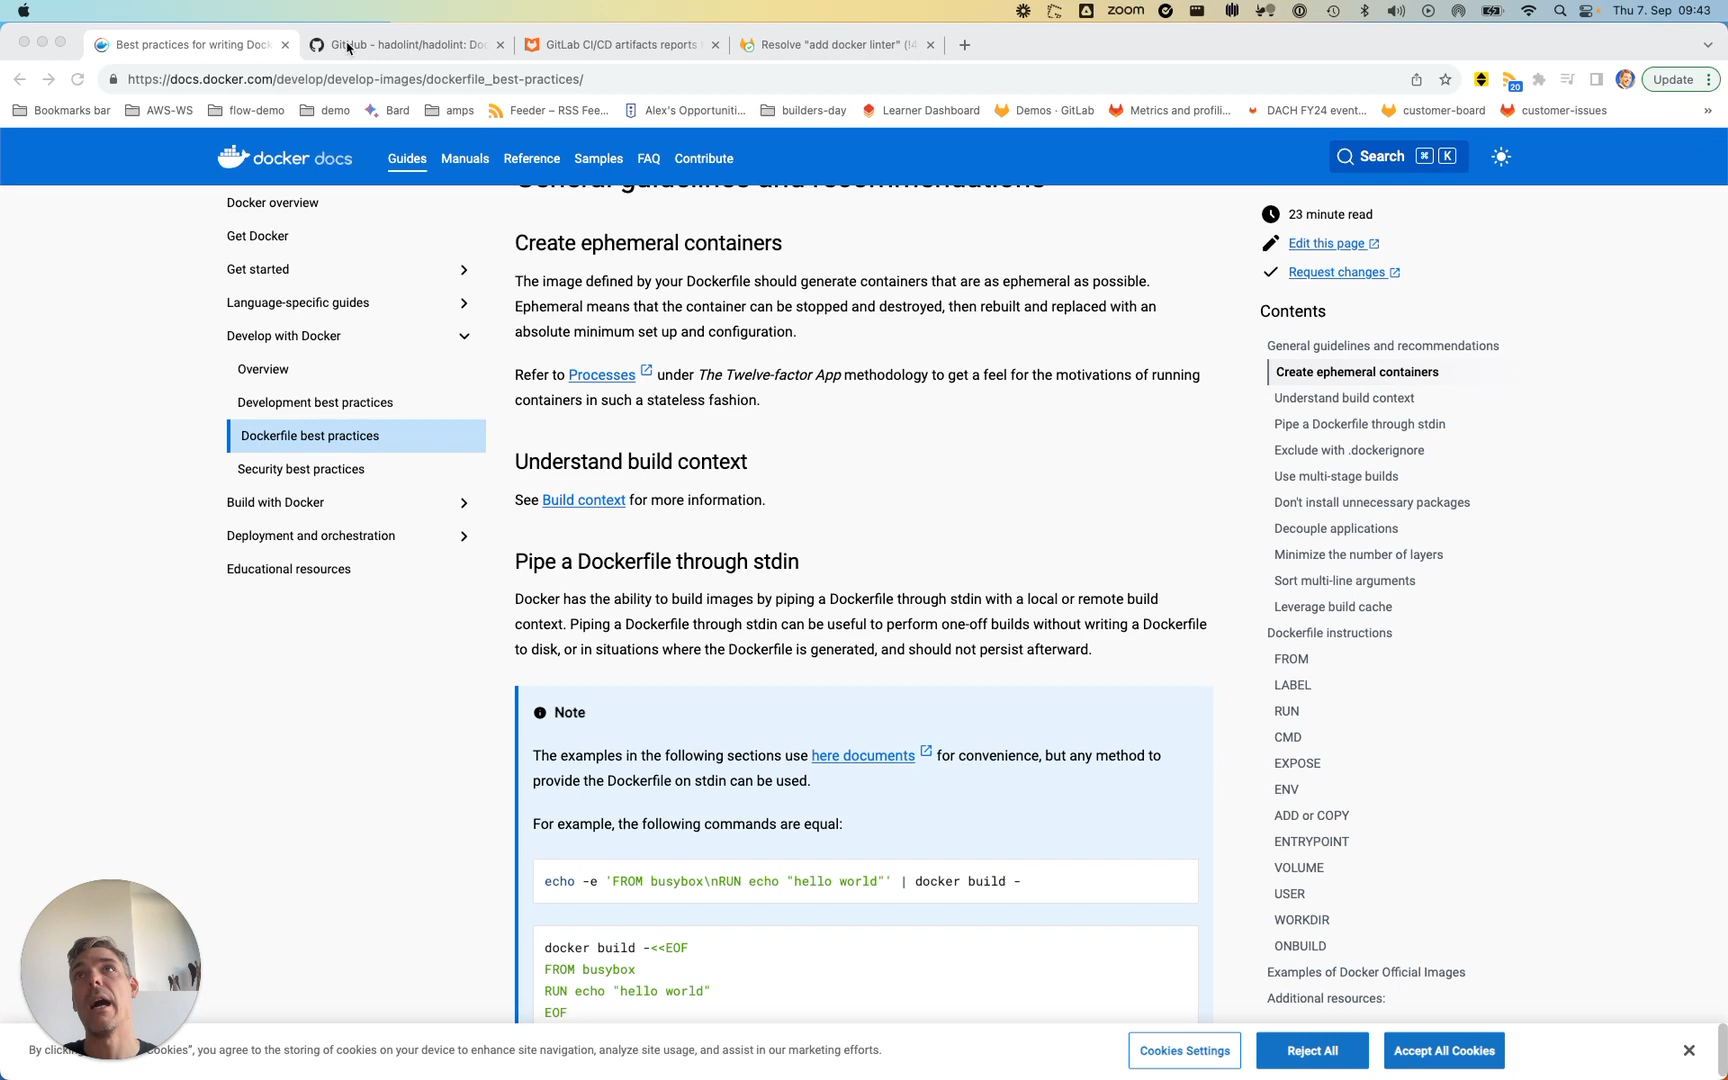 zoom
Thu 7. Sep 09:43
Best practices for writing Dock
GitHub - hadolint/hadolint: Doc
GitLab CI/CD artifacts reports
Resolve "add docker linter" (!4
https://docs.docker.com/develop/develop-images/dockerfile_best-practices/
20
Update
Bookmarks bar
AWS-WS
flow-demo
demo
Bard
amps
Feeder – RSS Fee...
Alex's Opportuniti...
builders-day
Learner Dashboard
Demos · GitLab
Metrics and profili...
DACH FY24 event...
customer-board
customer-issues
»
docker docs
Guides
Manuals
Reference
Samples
FAQ
Contribute
Search
⌘ K
General guidelines and recommendations
Docker overview
Get Docker
Get started
Language-specific guides
Develop with Docker
Overview
Development best practices
Dockerfile best practices
Security best practices
Build with Docker
Deployment and orchestration
Educational resources
Create ephemeral containers
The image defined by your Dockerfile should generate containers that are as ephemeral as possible.
Ephemeral means that the container can be stopped and destroyed, then rebuilt and replaced with an
absolute minimum set up and configuration.
Refer to Processes under The Twelve-factor App methodology to get a feel for the motivations of running
containers in such a stateless fashion.
Understand build context
See Build context for more information.
Pipe a Dockerfile through stdin
Docker has the ability to build images by piping a Dockerfile through stdin with a local or remote build
context. Piping a Dockerfile through stdin can be useful to perform one-off builds without writing a Dockerfile
to disk, or in situations where the Dockerfile is generated, and should not persist afterward.
Note
The examples in the following sections use here documents for convenience, but any method to
provide the Dockerfile on stdin can be used.
For example, the following commands are equal:
echo -e 'FROM busybox\nRUN echo "hello world"' | docker build -
docker build -<<EOF
FROM busybox
RUN echo "hello world"
EOF
23 minute read
Edit this page
Request changes
Contents
General guidelines and recommendations
Create ephemeral containers
Understand build context
Pipe a Dockerfile through stdin
Exclude with .dockerignore
Use multi-stage builds
Don't install unnecessary packages
Decouple applications
Minimize the number of layers
Sort multi-line arguments
Leverage build cache
Dockerfile instructions
FROM
LABEL
RUN
CMD
EXPOSE
ENV
ADD or COPY
ENTRYPOINT
VOLUME
USER
WORKDIR
ONBUILD
Examples of Docker Official Images
Additional resources:
By Cookies", you agree to the storing of cookies on your device to enhance site navigation, analyze site usage, and assist in our marketing efforts.
Cookies Settings
Reject All
Accept All Cookies